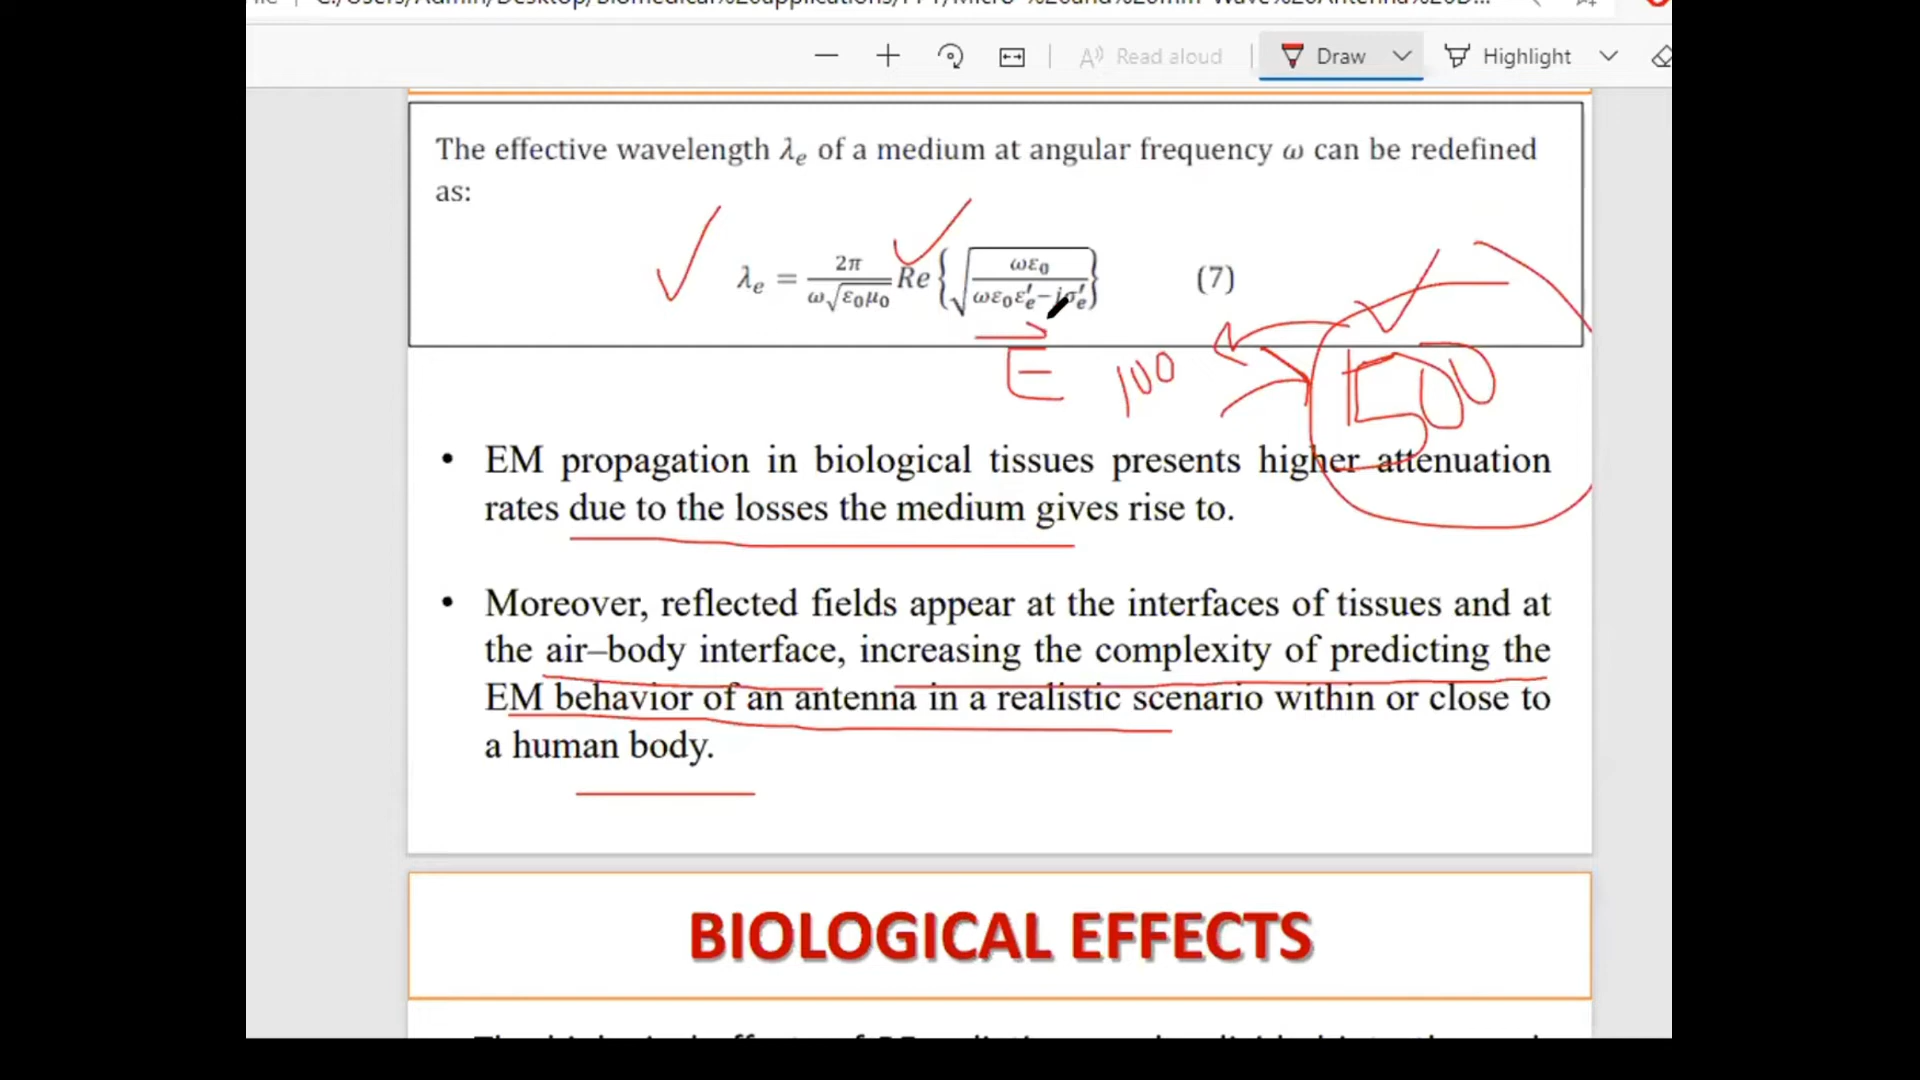 Read aloud
Draw
Highlight
The effective wavelength λₑ of a medium at angular frequency ω can be redefined
as:
λₑ = 2π / ω√ε₀μ₀ Re{√(ωε₀ / ωε₀ε′ₑ−jσ′ₑ)} (7)
E 100 500
• EM propagation in biological tissues presents higher attenuation
rates due to the losses the medium gives rise to.
• Moreover, reflected fields appear at the interfaces of tissues and at
the air–body interface, increasing the complexity of predicting the
EM behavior of an antenna in a realistic scenario within or close to
a human body.
BIOLOGICAL EFFECTS